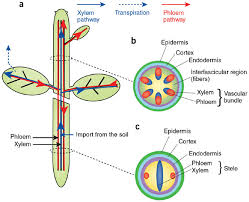 a
Xylem
pathway
Transpiration
Phloem
pathway
Phloem
Xylem
Import from the soil
b
Epidermis
Cortex
Endodermis
Interfascicular region
(fibers)
Xylem
Phloem
Vascular
bundle
c
Epidermis
Cortex
Endodermis
Phloem
Xylem
Stele